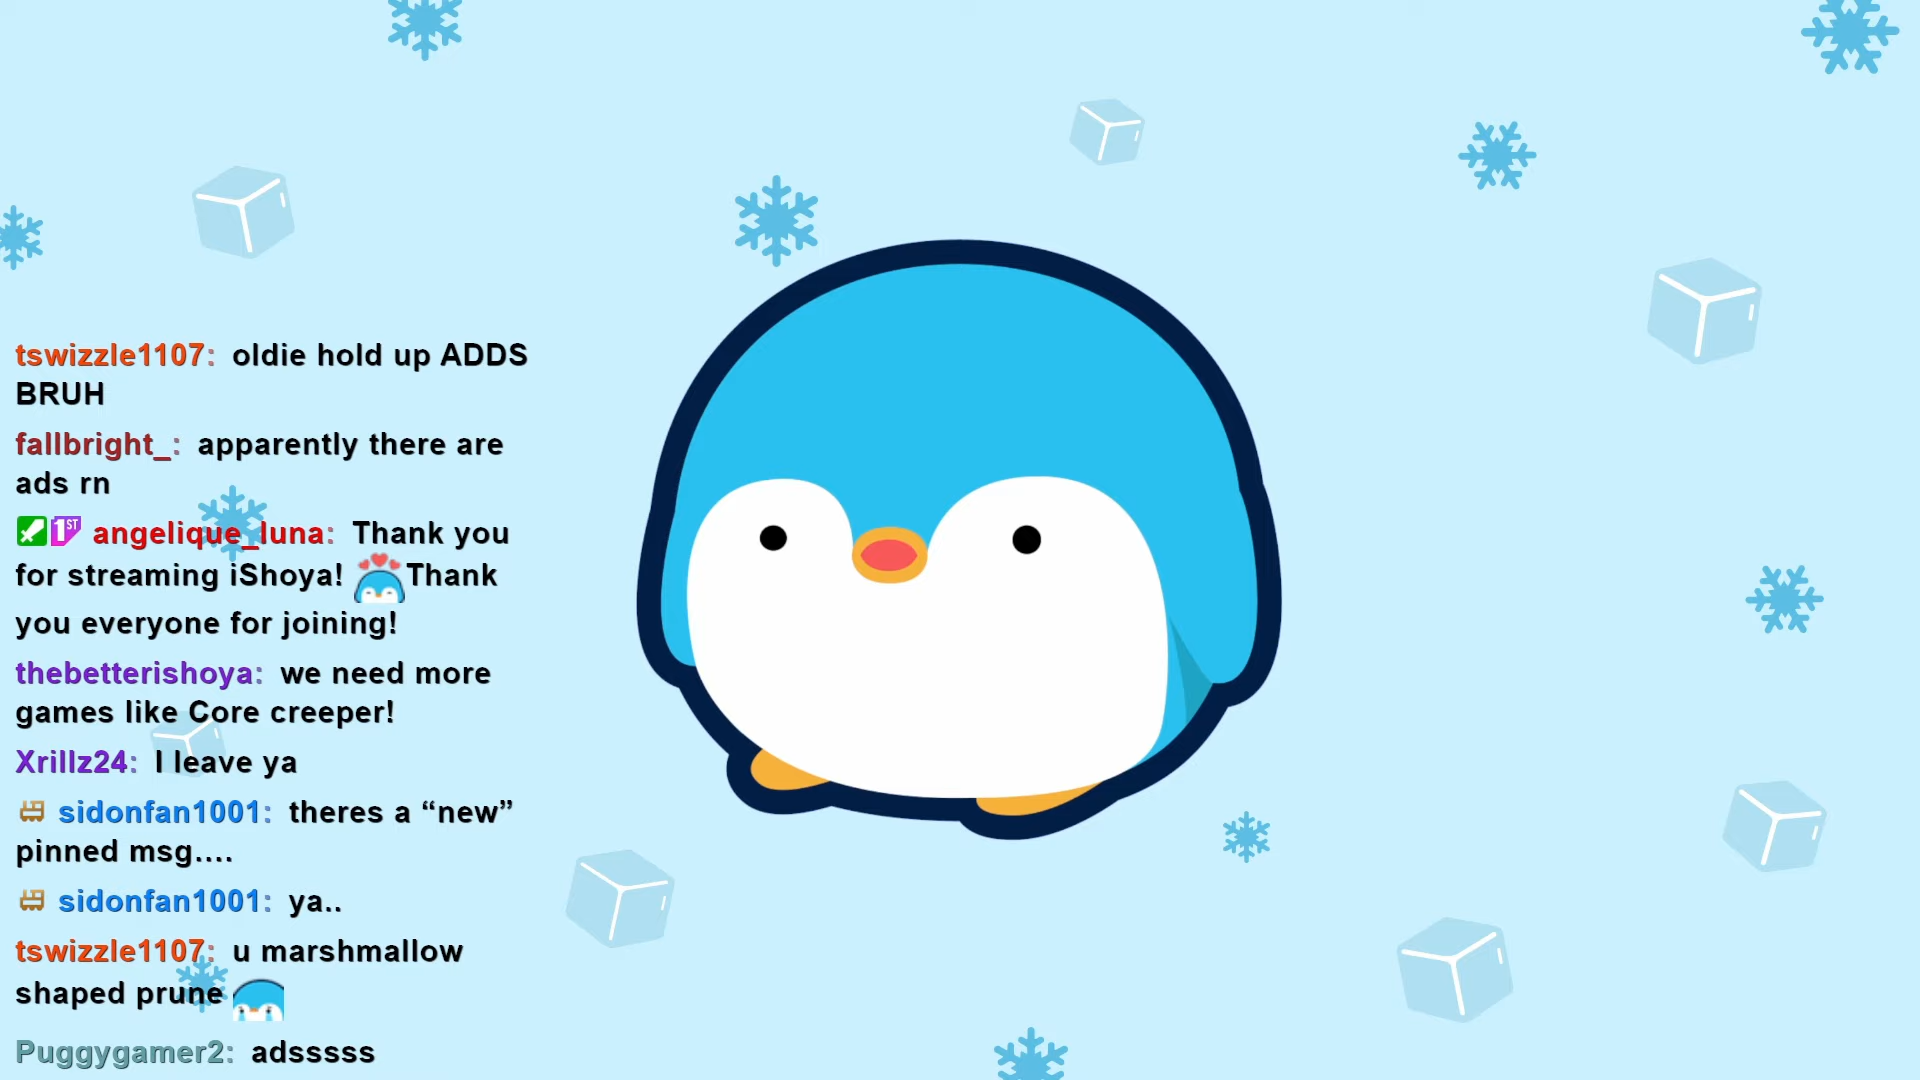 tswizzle1107: oldie hold up ADDS
BRUH
fallbright_: apparently there are
ads rn
1ST angelique_luna: Thank you
for streaming iShoya! Thank
you everyone for joining!
thebetterishoya: we need more
games like Core creeper!
Xrillz24: I leave ya
sidonfan1001: theres a “new”
pinned msg....
sidonfan1001: ya..
tswizzle1107: u marshmallow
shaped prune
Puggygamer2: adsssss